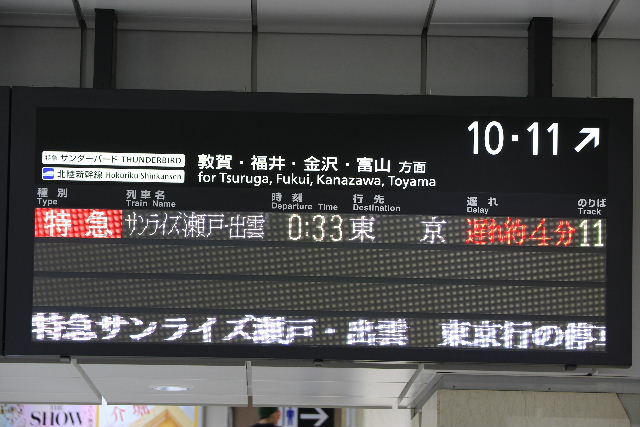 10・11
特急 サンダーバード THUNDERBIRD
北陸新幹線 Hokuriku Shinkansen
敦賀・福井・金沢・富山 方面
for Tsuruga, Fukui, Kanazawa, Toyama
種別 列車名 時刻 行先 遅れ のりば
Type Train Name Departure Time Destination Delay Track
特急 サンライズ瀬戸・出雲 0:33 東京 遅れ約4分 11
特急サンライズ瀬戸・出雲 東京行の停
SHOW